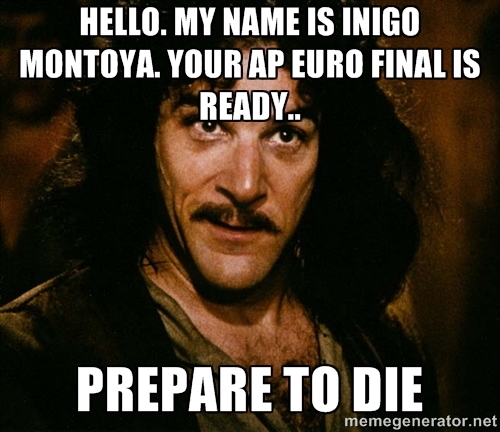 HELLO. MY NAME IS INIGO
MONTOYA. YOUR AP EURO FINAL IS
READY..
PREPARE TO DIE
memegenerator.net